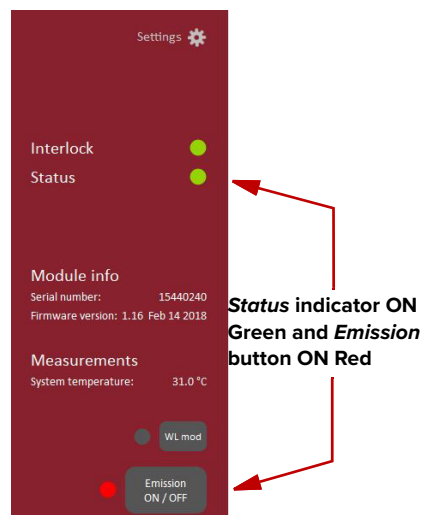 Settings
Interlock
Status
Module info
Serial number: 15440240
Firmware version: 1.16 Feb 14 2018
Measurements
System temperature: 31.0 °C
WL mod
Emission
ON / OFF
Status indicator ON
Green and Emission
button ON Red